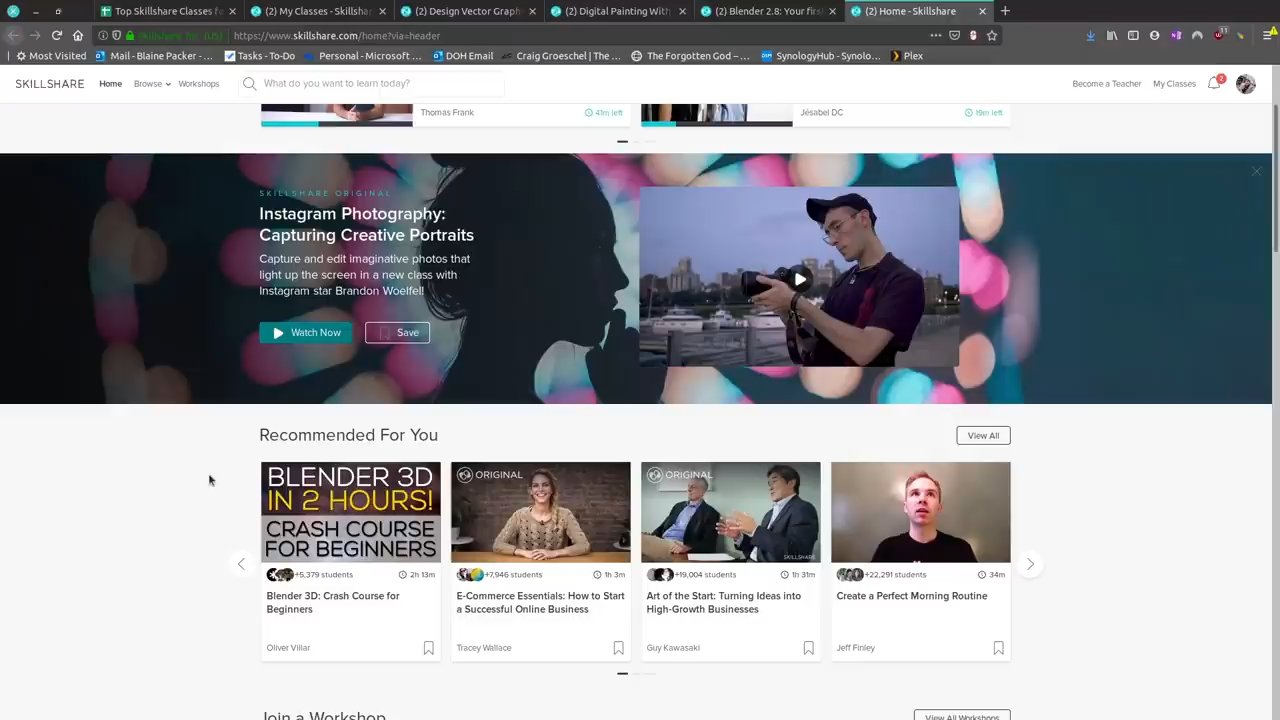 (2) Top Skillshare Classes f
(2) My Classes - Skillshar
(2) Design Vector Graph
(2) Digital Painting With
(2) Blender 2.8: Your firs
(2) Home - Skillshare
https://www.skillshare.com/home?via=header
Most Visited
Mail - Blaine Packer - …
Tasks - To-Do
Personal - Microsoft …
DOH Email
Craig Groeschel | The …
The Forgotten God – …
SynologyHub - Synolo…
Plex
SKILLSHARE
Home
Browse
Workshops
What do you want to learn today?
Become a Teacher
My Classes
2
Thomas Frank
41m left
Jésabel DC
19m left
SKILLSHARE ORIGINAL
Instagram Photography:
Capturing Creative Portraits
Capture and edit imaginative photos that
light up the screen in a new class with
Instagram star Brandon Woelfel!
Watch Now
Save
Recommended For You
View All
BLENDER 3D
IN 2 HOURS!
CRASH COURSE
FOR BEGINNERS
+5,379 students
2h 13m
Blender 3D: Crash Course for
Beginners
Oliver Villar
ORIGINAL
+7,946 students
1h 3m
E-Commerce Essentials: How to Start
a Successful Online Business
Tracey Wallace
ORIGINAL
SKILLSHARE
+19,004 students
1h 31m
Art of the Start: Turning Ideas into
High-Growth Businesses
Guy Kawasaki
+22,291 students
34m
Create a Perfect Morning Routine
Jeff Finley
Join a Workshop
View All Workshops